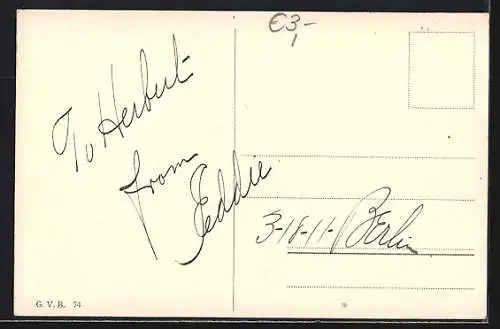 €3,-
To Herbert
from
Eddie
3-18-11- Berlin
G. V. B. 74